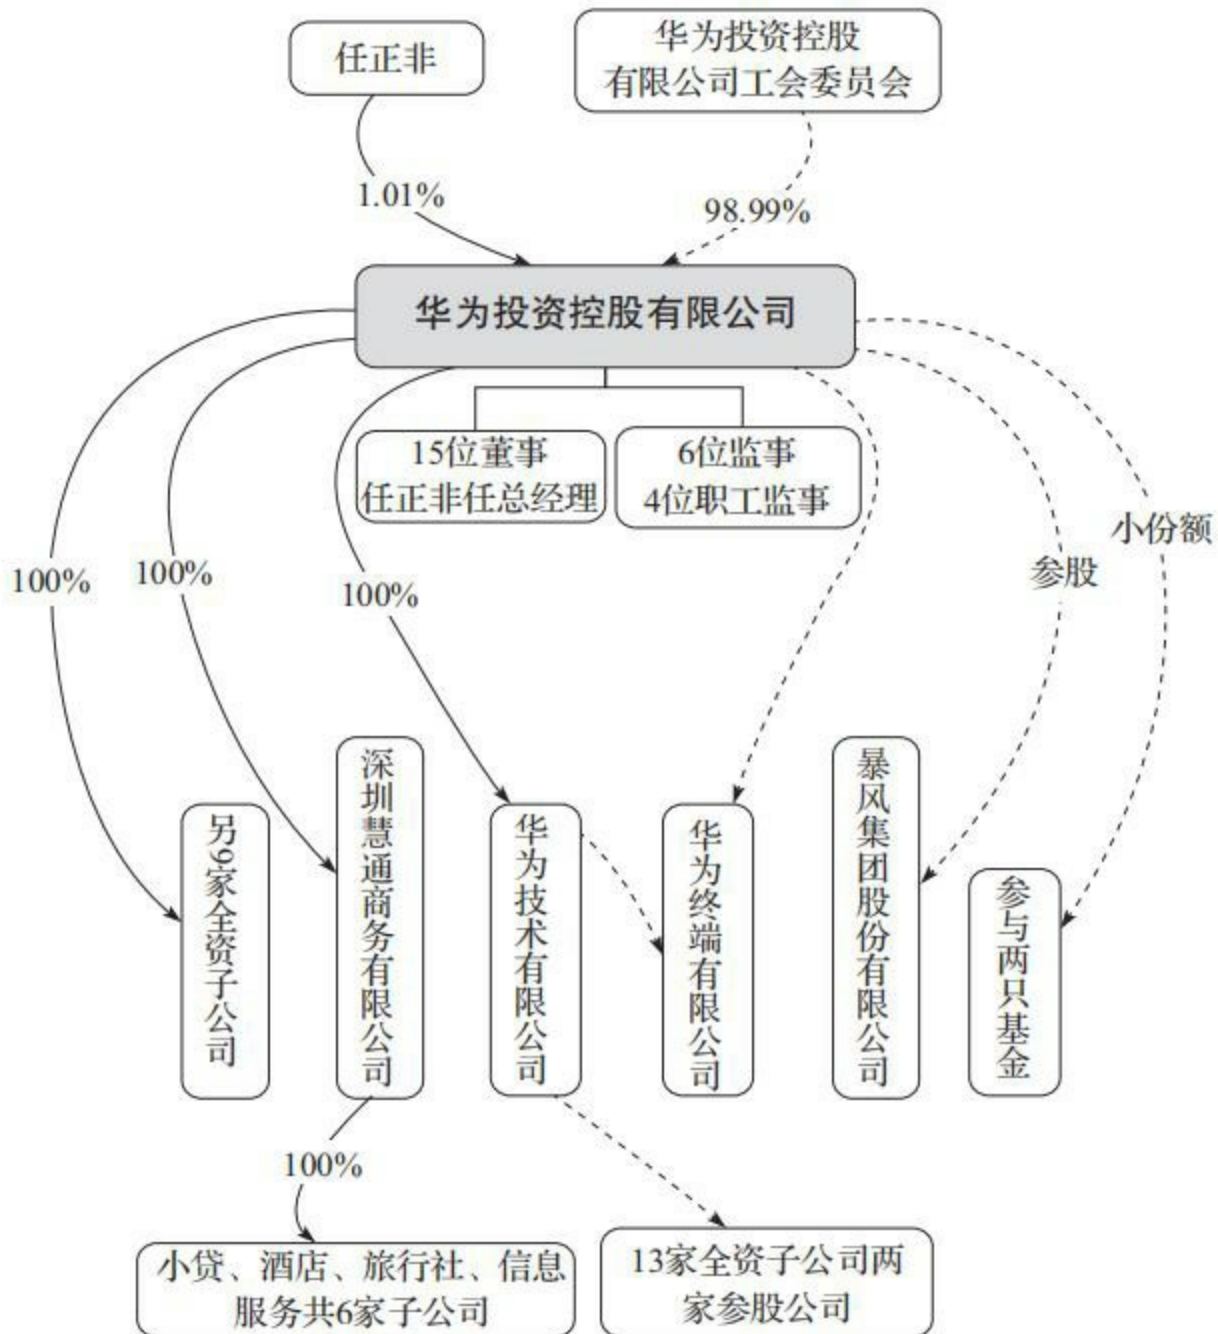 任正非
华为投资控股
有限公司工会委员会
1.01%
98.99%
华为投资控股有限公司
15位董事
任正非任总经理
6位监事
4位职工监事
100%
100%
100%
参股
小份额
另9家全资子公司
深圳慧通商务有限公司
华为技术有限公司
华为终端有限公司
暴风集团股份有限公司
参与两只基金
100%
小贷、酒店、旅行社、信息
服务共6家子公司
13家全资子公司两
家参股公司